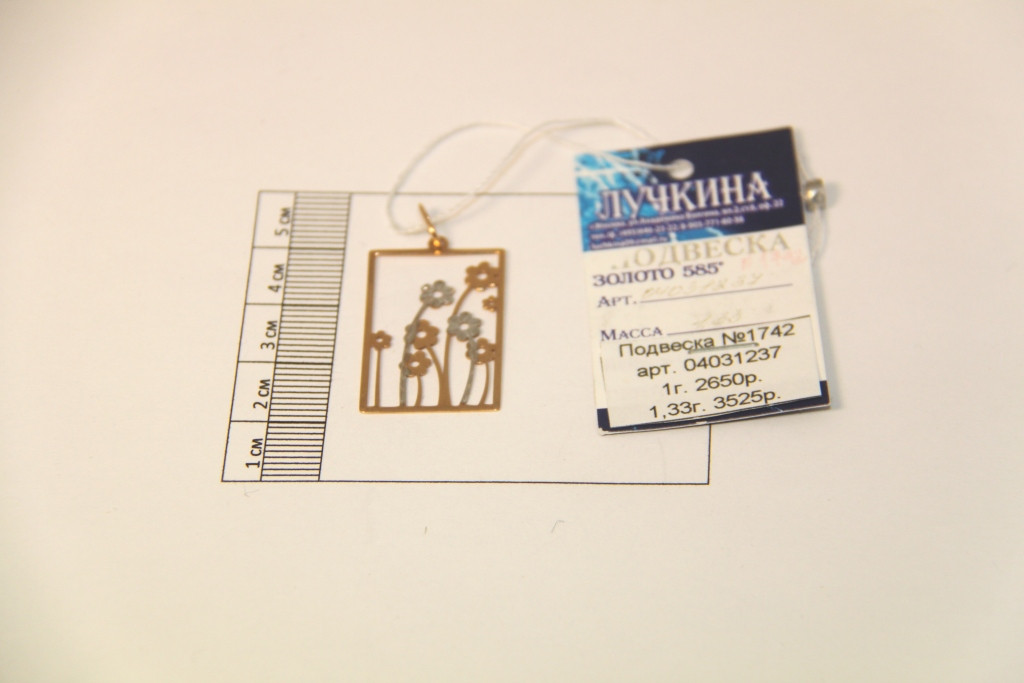 5 см
4 см
3 см
2 см
1 см
ЛУЧКИНА
ПОДВЕСКА
ЗОЛОТО 585°
АРТ.
МАССА
Подвеска №1742
арт. 04031237
1г. 2650р.
1,33г. 3525р.